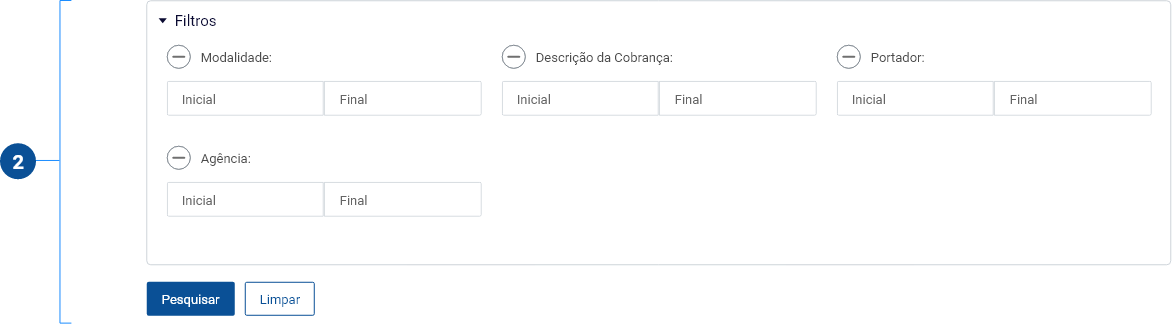 Filtros
Modalidade: Descrição da Cobrança: Portador:
Inicial Final Inicial Final Inicial Final
2 Agência:
Inicial Final
Pesquisar Limpar